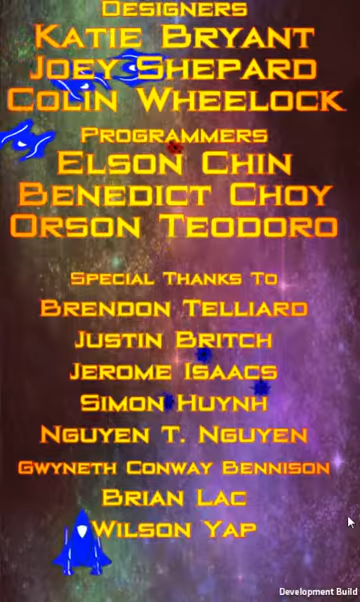 Designers
Katie Bryant
Joey Shepard
Colin Wheelock
Programmers
Elson Chin
Benedict Choy
Orson Teodoro
Special Thanks To
Brendon Telliard
Justin Britch
Jerome Isaacs
Simon Huynh
Nguyen T. Nguyen
Gwyneth Conway Bennison
Brian Lac
Wilson Yap
Development Build